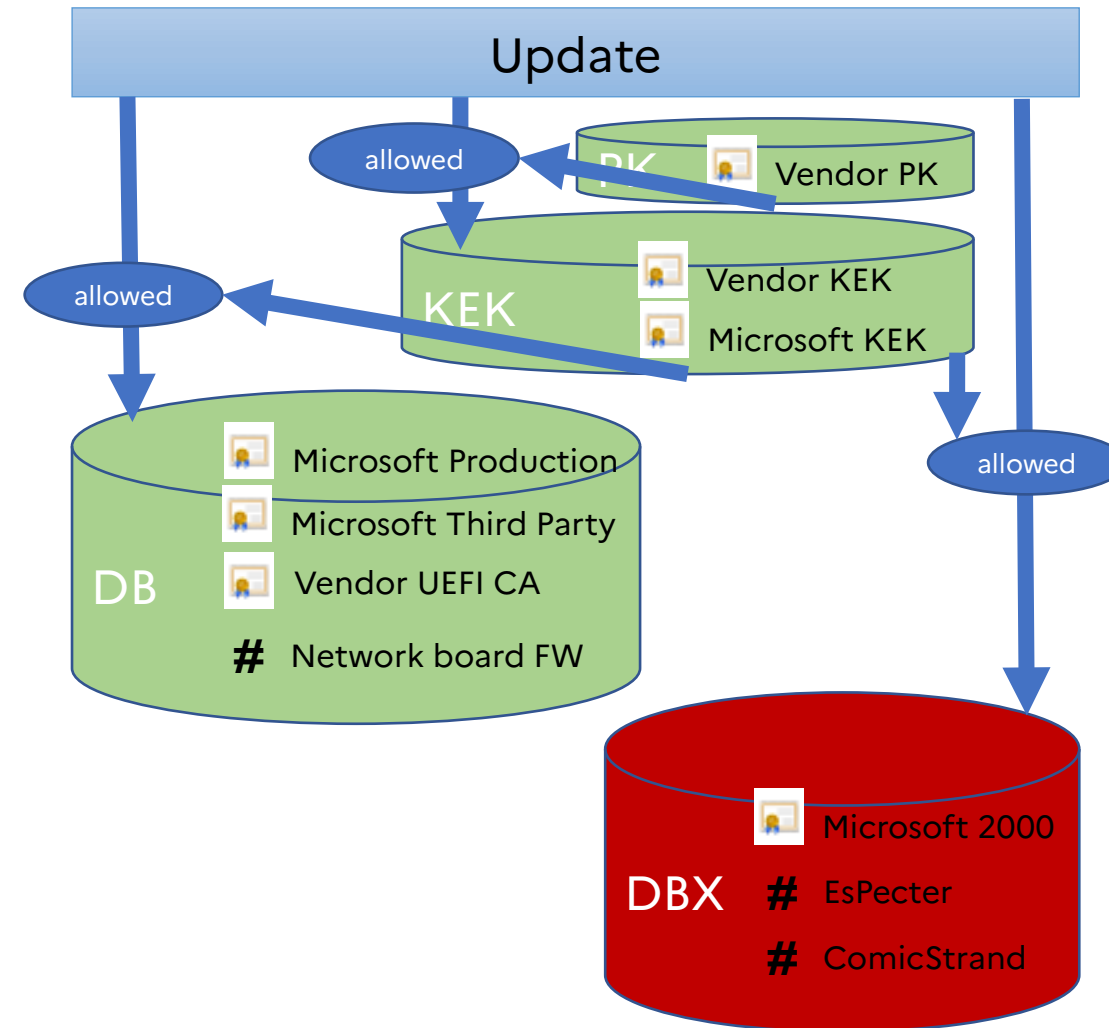 Update
allowed
PK
Vendor PK
allowed
KEK
Vendor KEK
Microsoft KEK
DB
Microsoft Production
Microsoft Third Party
Vendor UEFI CA
# Network board FW
allowed
DBX
Microsoft 2000
# EsPecter
# ComicStrand